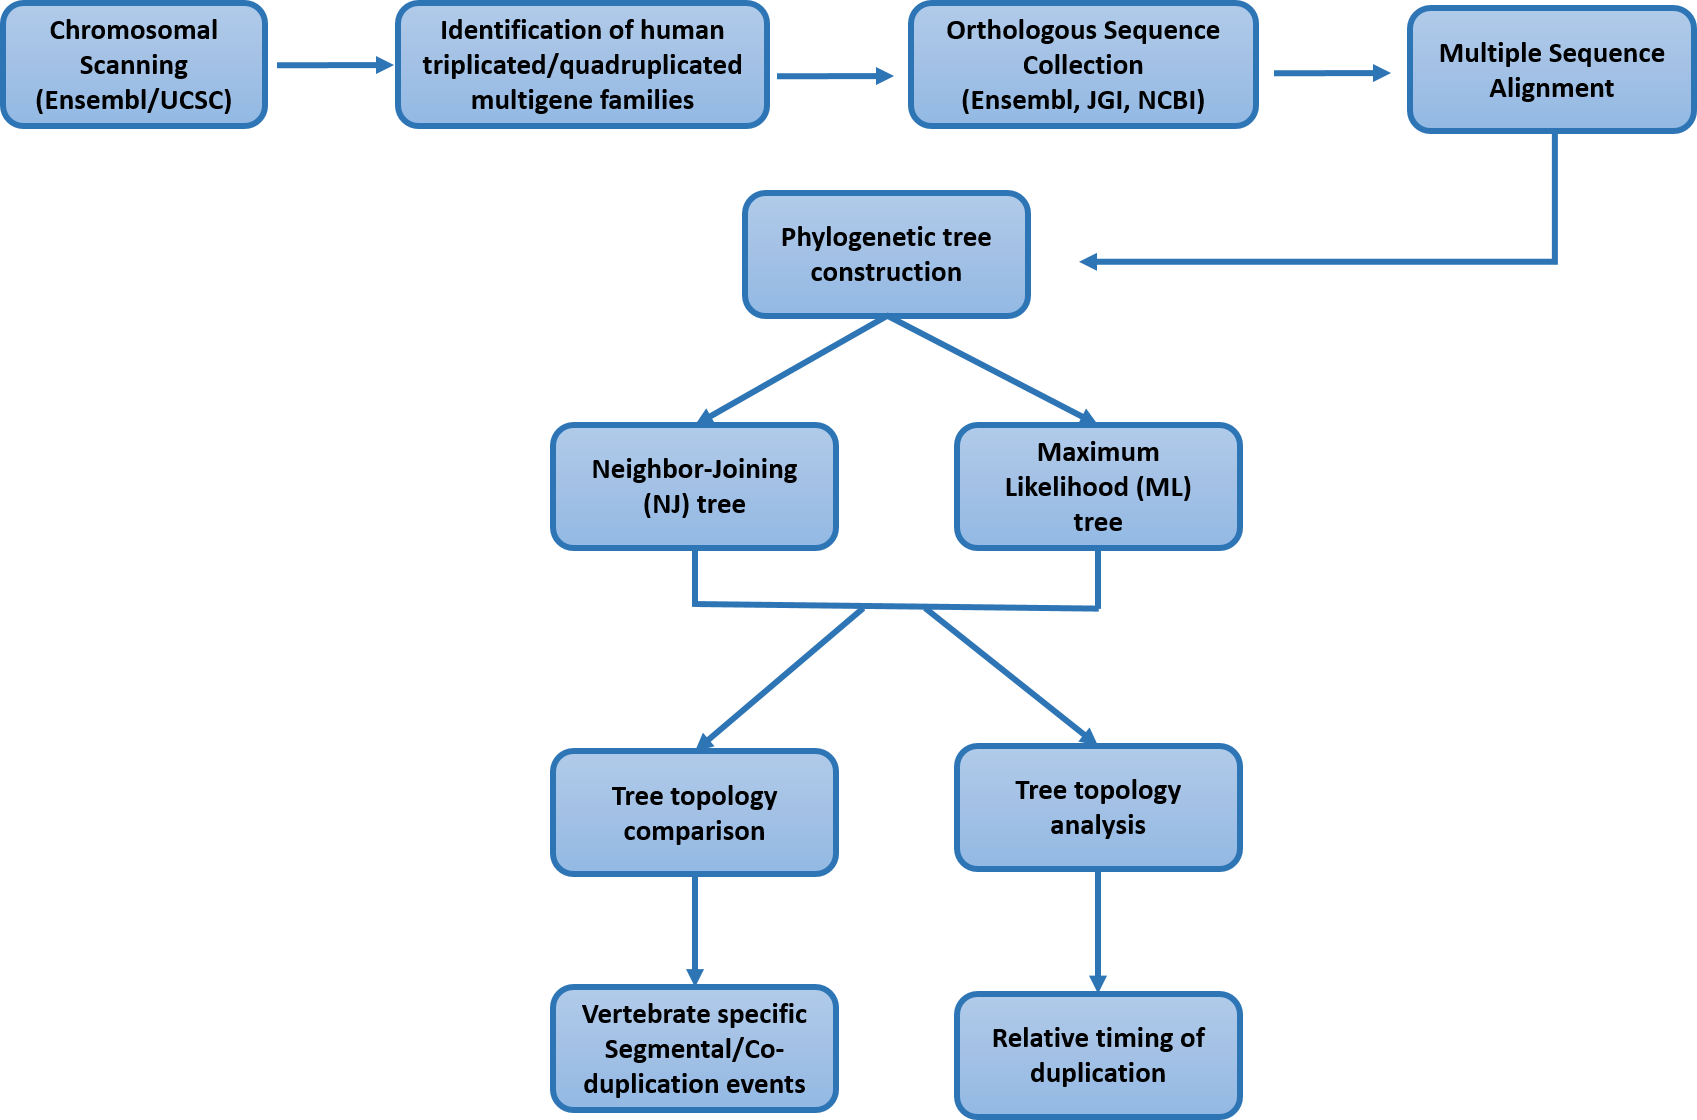 Chromosomal
Scanning
(Ensembl/UCSC)
Identification of human
triplicated/quadruplicated
multigene families
Orthologous Sequence
Collection
(Ensembl, JGI, NCBI)
Multiple Sequence
Alignment
Phylogenetic tree
construction
Neighbor-Joining
(NJ) tree
Maximum
Likelihood (ML)
tree
Tree topology
comparison
Tree topology
analysis
Vertebrate specific
Segmental/Co-
duplication events
Relative timing of
duplication